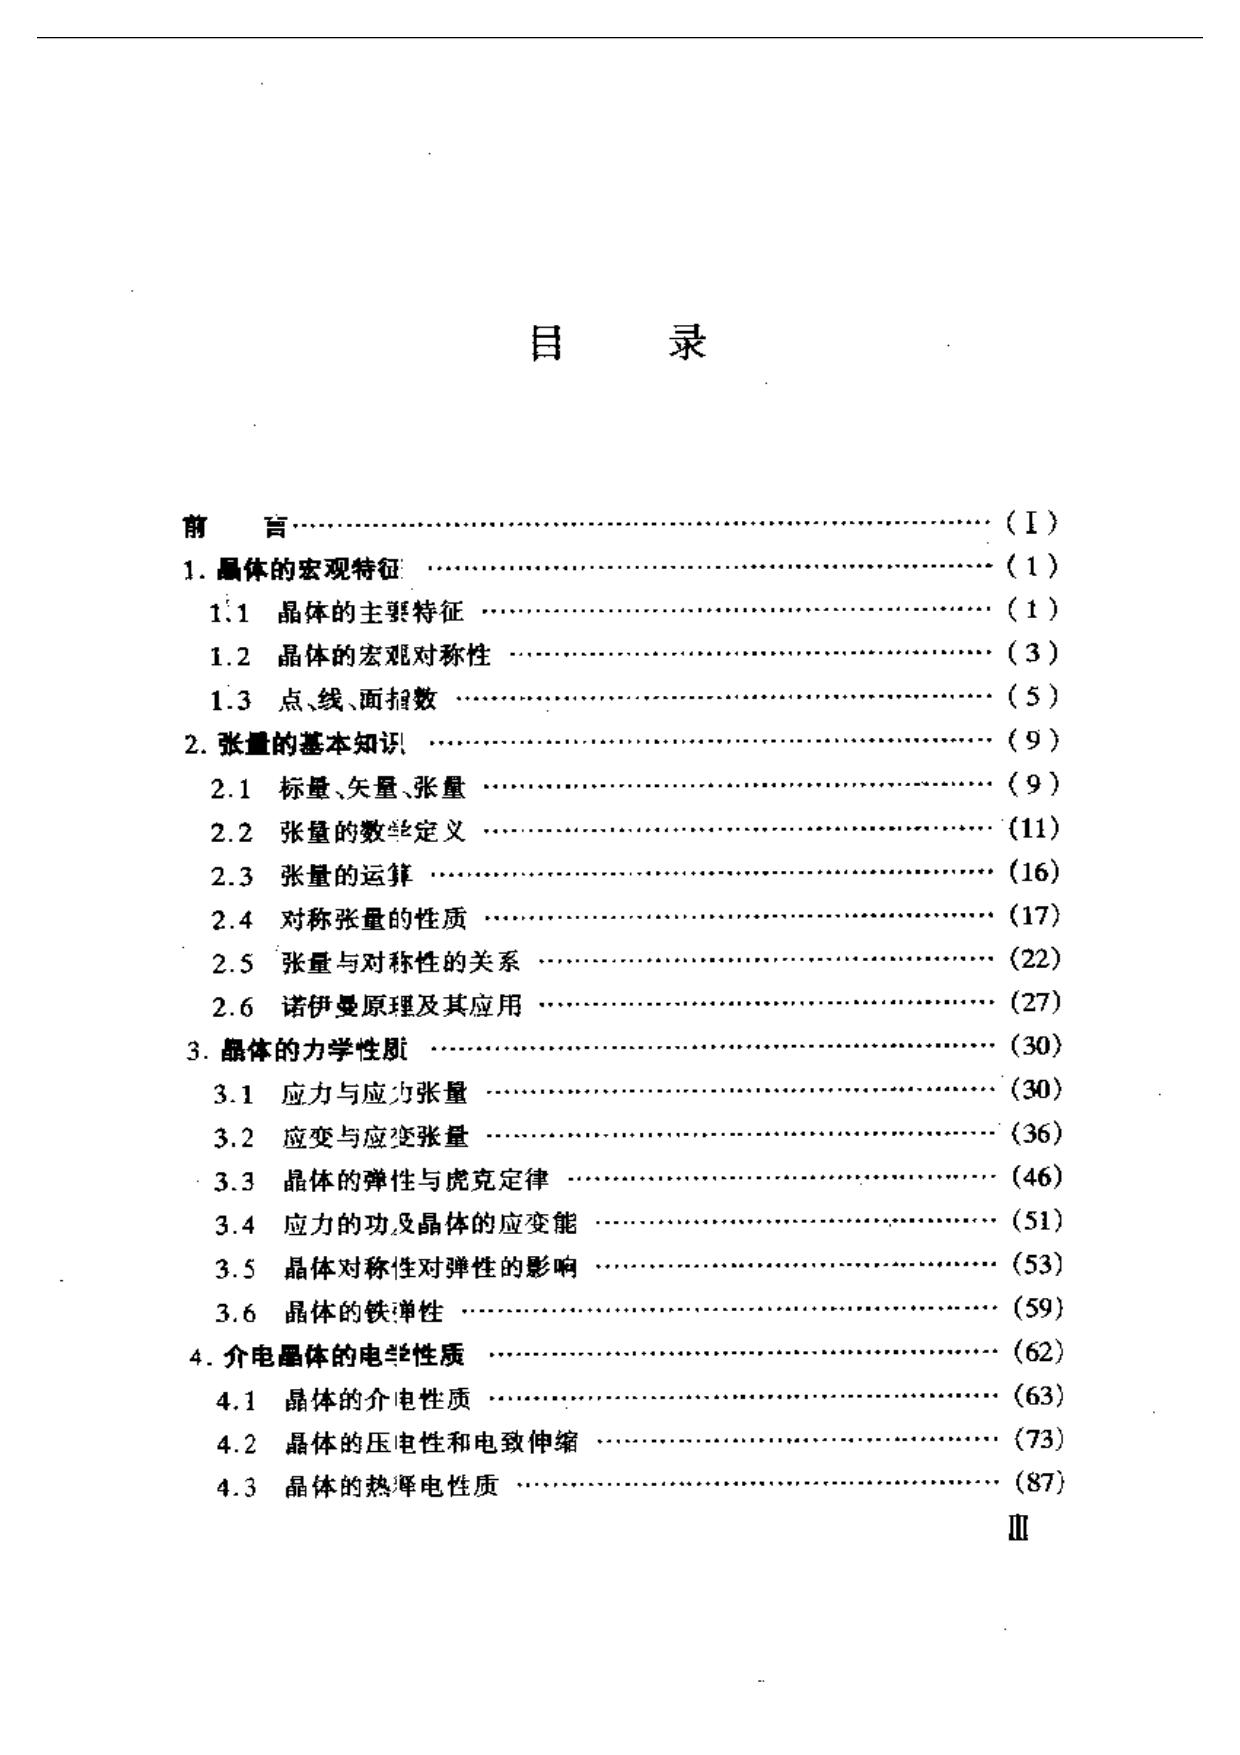 目 录
前 言……………………………………………………(Ⅰ)
1. 晶体的宏观特征 ……………………………………………(1)
1.1 晶体的主要特征 ………………………………………(1)
1.2 晶体的宏观对称性 ……………………………………(3)
1.3 点、线、面指数 …………………………………………(5)
2. 张量的基本知识 ……………………………………………(9)
2.1 标量、矢量、张量 ………………………………………(9)
2.2 张量的数学定义 ………………………………………(11)
2.3 张量的运算 ……………………………………………(16)
2.4 对称张量的性质 ………………………………………(17)
2.5 张量与对称性的关系 …………………………………(22)
2.6 诺伊曼原理及其应用 …………………………………(27)
3. 晶体的力学性质 ……………………………………………(30)
3.1 应力与应力张量 ………………………………………(30)
3.2 应变与应变张量 ………………………………………(36)
3.3 晶体的弹性与虎克定律 ………………………………(46)
3.4 应力的功及晶体的应变能 ……………………………(51)
3.5 晶体对称性对弹性的影响 ……………………………(53)
3.6 晶体的铁弹性 …………………………………………(59)
4. 介电晶体的电学性质 ………………………………………(62)
4.1 晶体的介电性质 ………………………………………(63)
4.2 晶体的压电性和电致伸缩 ……………………………(73)
4.3 晶体的热释电性质 ……………………………………(87)
Ⅲ